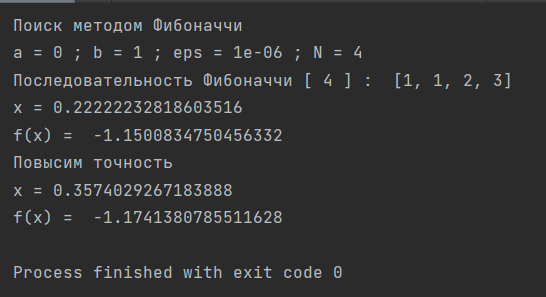 Поиск методом Фибоначчи
a = 0 ; b = 1 ; eps = 1e-06 ; N = 4
Последовательность Фибоначчи [ 4 ] :  [1, 1, 2, 3]
x = 0.22222232818603516
f(x) =  -1.1500834750456332
Повысим точность
x = 0.3574029267183888
f(x) =  -1.1741380785511628
Process finished with exit code 0